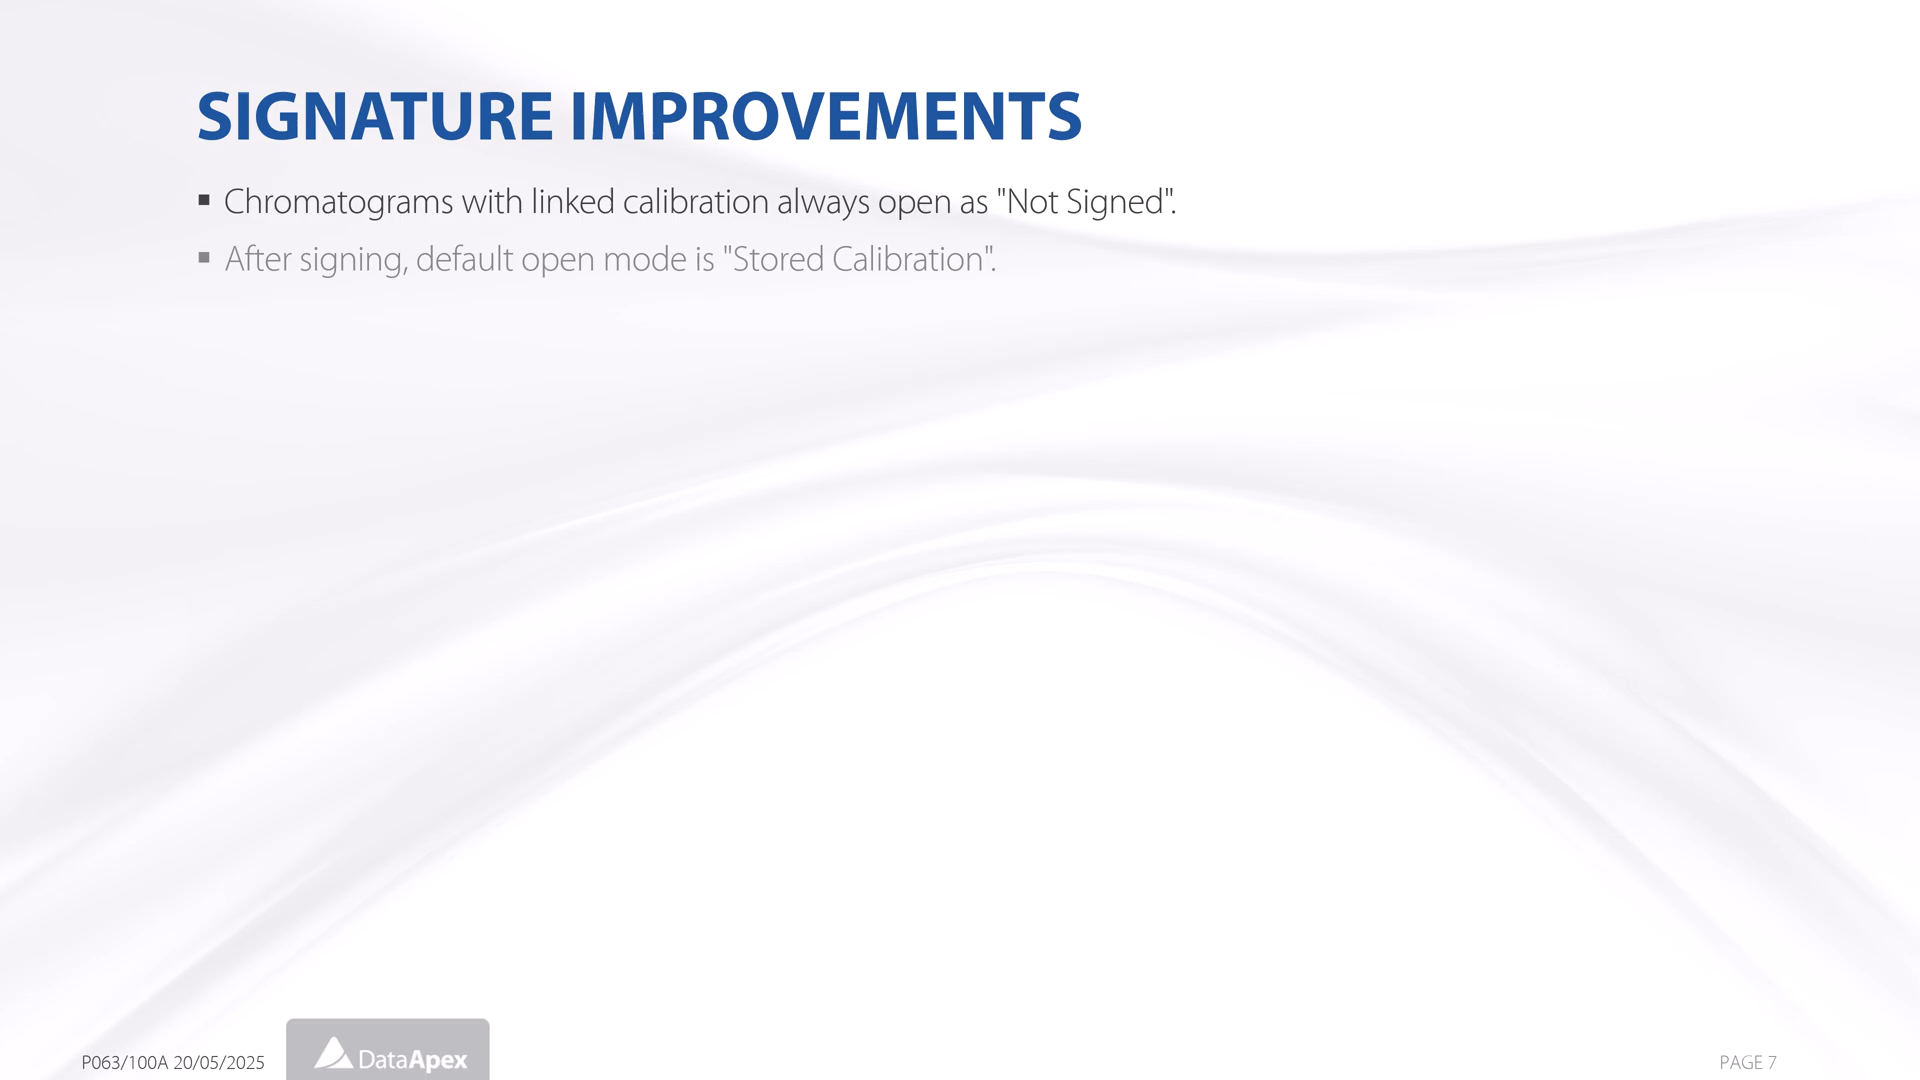 SIGNATURE IMPROVEMENTS
▪ Chromatograms with linked calibration always open as "Not Signed".
▪ After signing, default open mode is "Stored Calibration".
P063/100A 20/05/2025
DataApex
PAGE 7